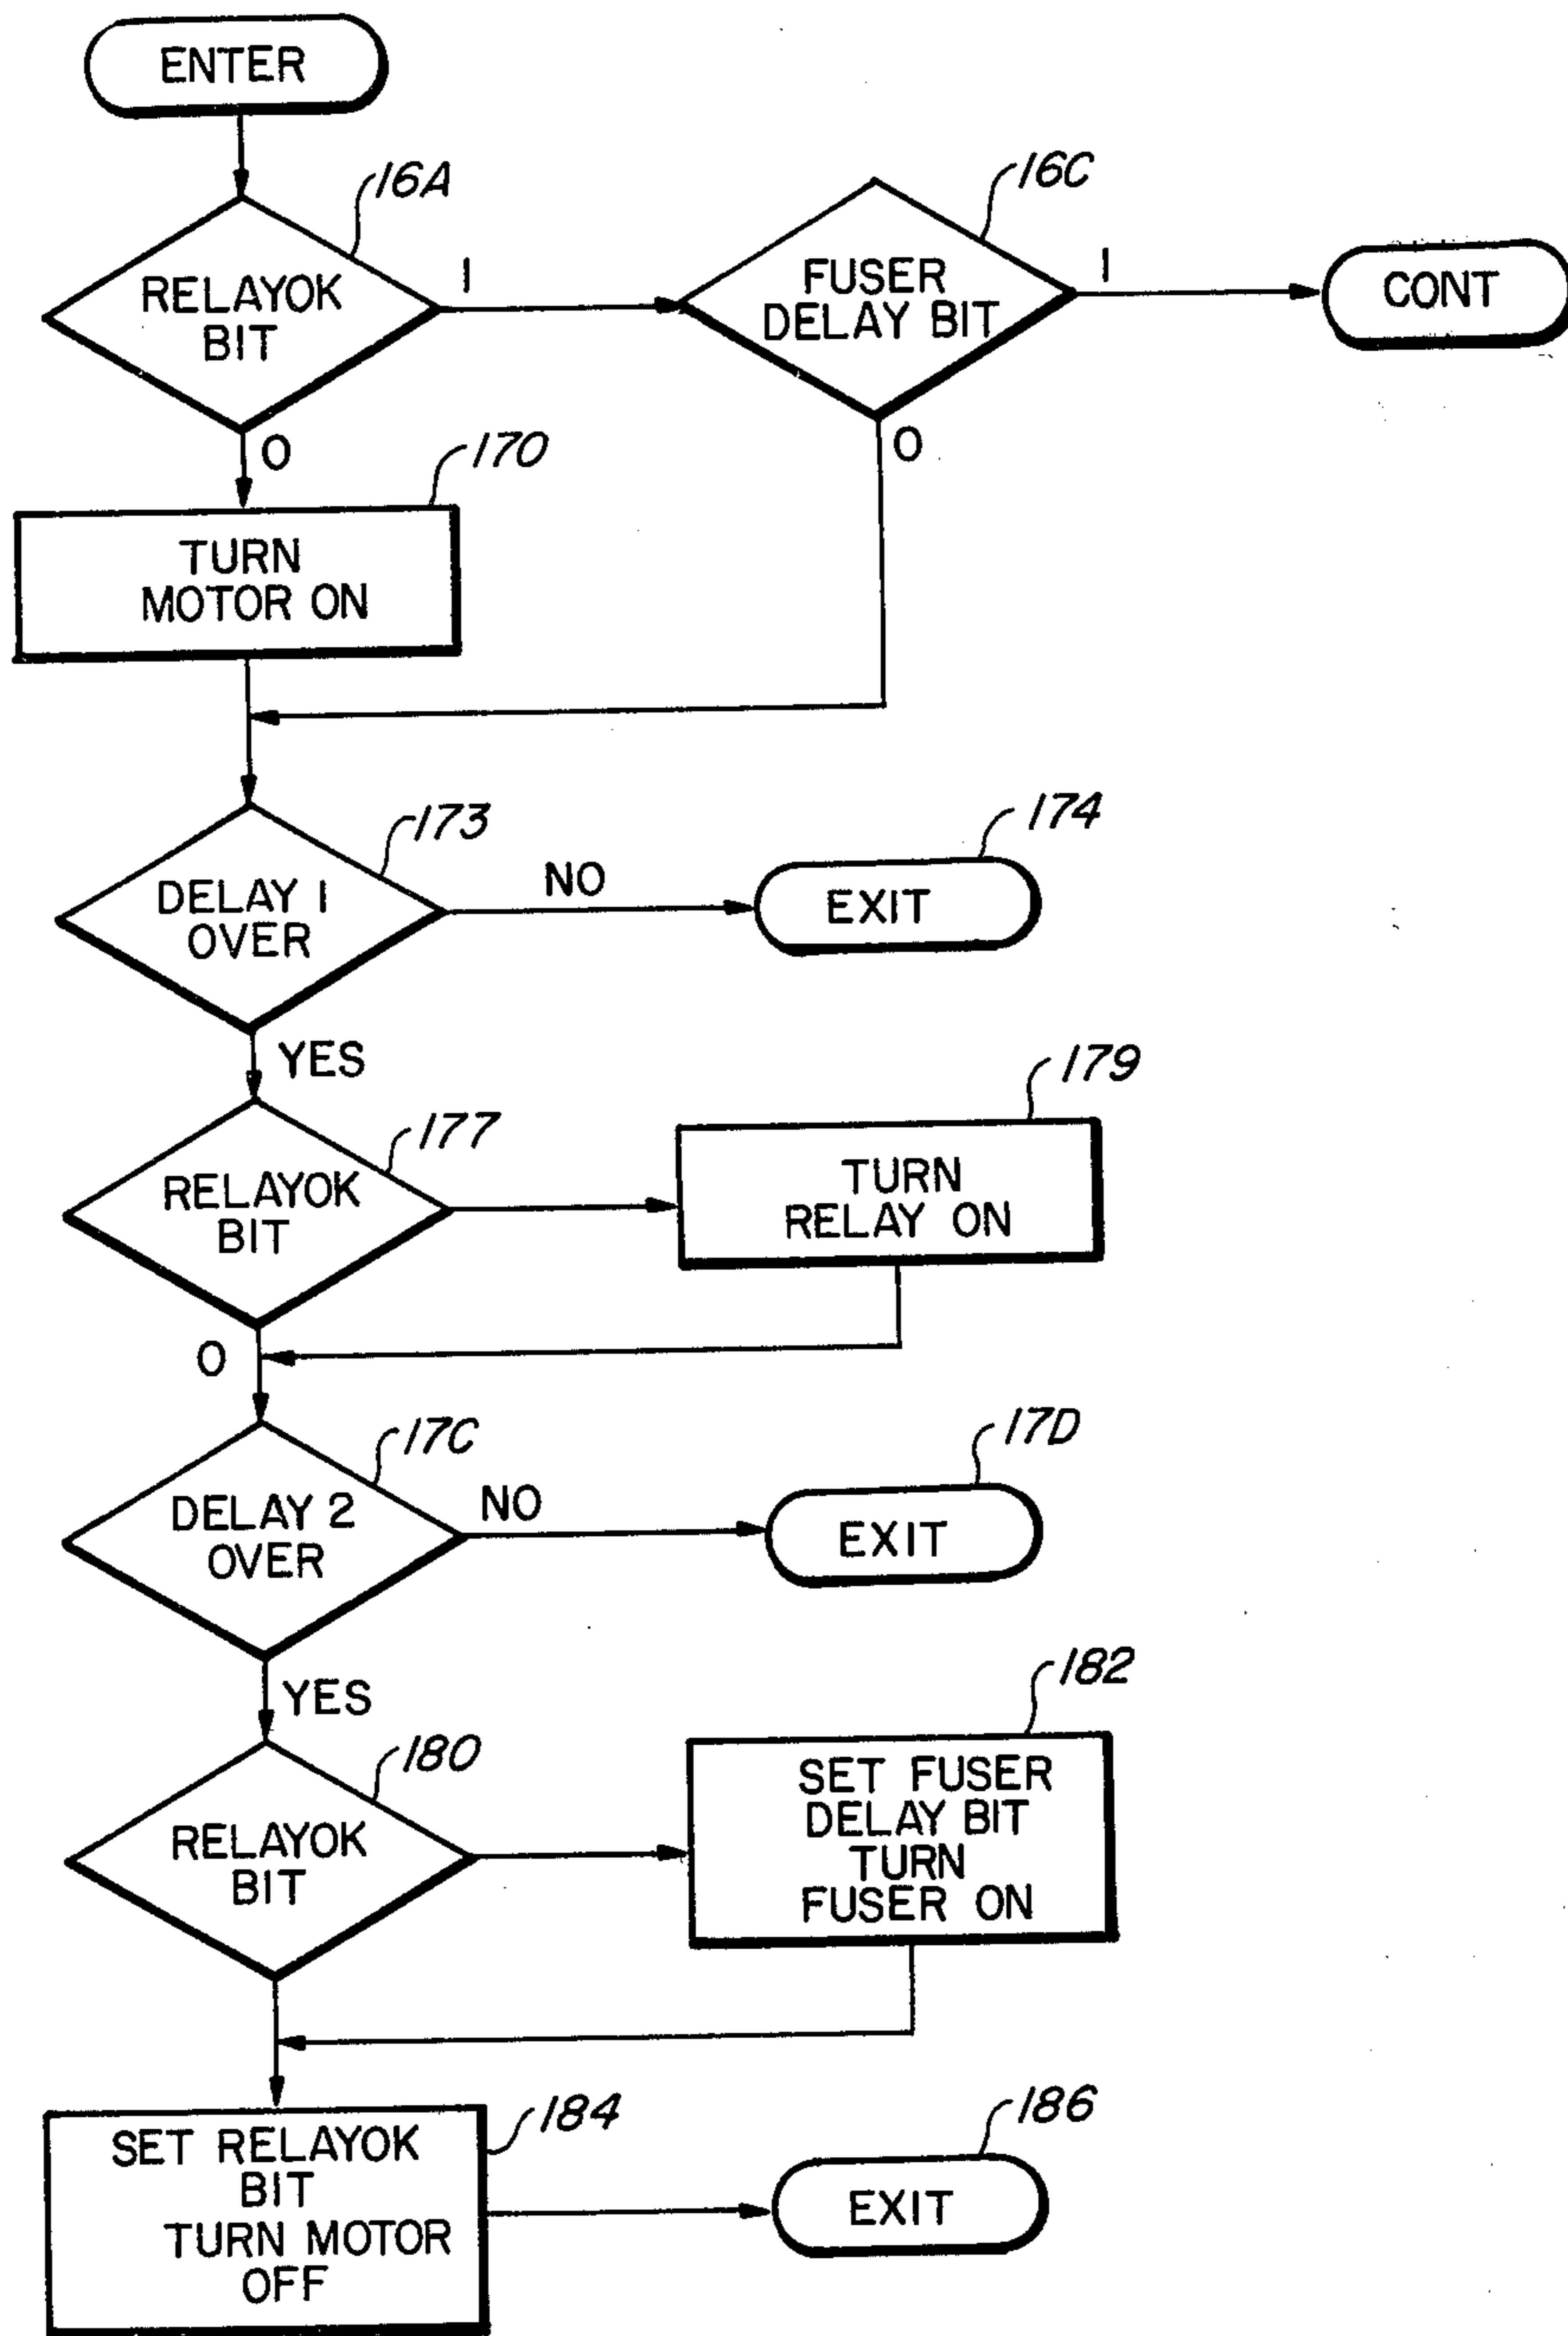 ENTER
16A
RELAYOK
BIT
1
0
16C
FUSER
DELAY BIT
1
0
CONT
170
TURN
MOTOR ON
173
DELAY 1
OVER
NO
YES
174
EXIT
177
RELAYOK
BIT
0
179
TURN
RELAY ON
17C
DELAY 2
OVER
NO
YES
17D
EXIT
180
RELAYOK
BIT
182
SET FUSER
DELAY BIT
TURN
FUSER ON
184
SET RELAYOK
BIT
TURN MOTOR
OFF
186
EXIT